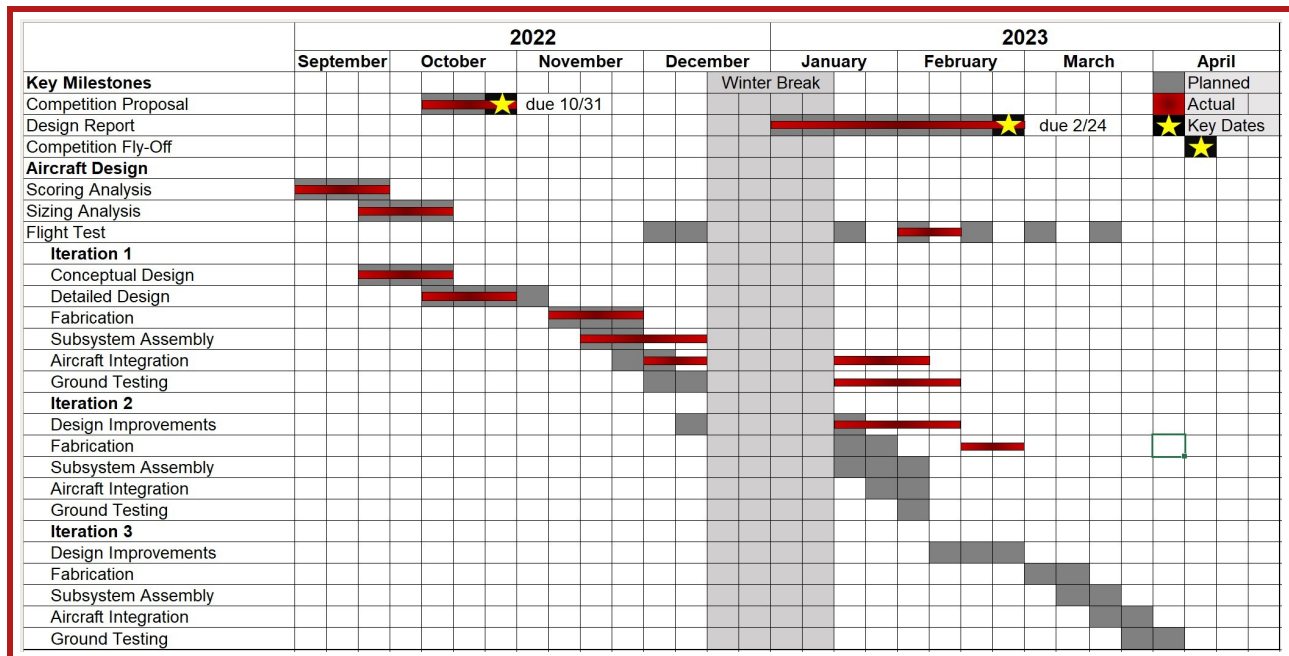 2022 2023
September October November December January February March April
Key Milestones Winter Break Planned
Competition Proposal due 10/31 Actual
Design Report due 2/24 Key Dates
Competition Fly-Off
Aircraft Design
Scoring Analysis
Sizing Analysis
Flight Test
Iteration 1
Conceptual Design
Detailed Design
Fabrication
Subsystem Assembly
Aircraft Integration
Ground Testing
Iteration 2
Design Improvements
Fabrication
Subsystem Assembly
Aircraft Integration
Ground Testing
Iteration 3
Design Improvements
Fabrication
Subsystem Assembly
Aircraft Integration
Ground Testing